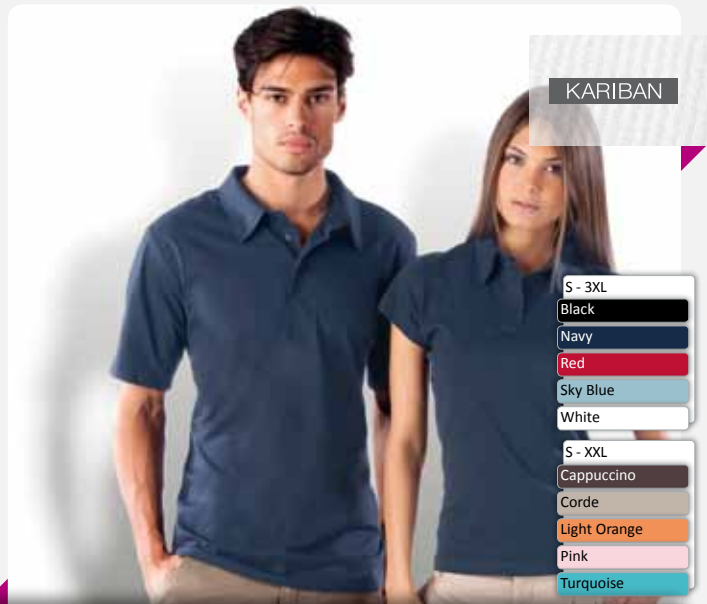 KARIBAN
S - 3XL
Black
Navy
Red
Sky Blue
White
S - XXL
Cappuccino
Corde
Light Orange
Pink
Turquoise